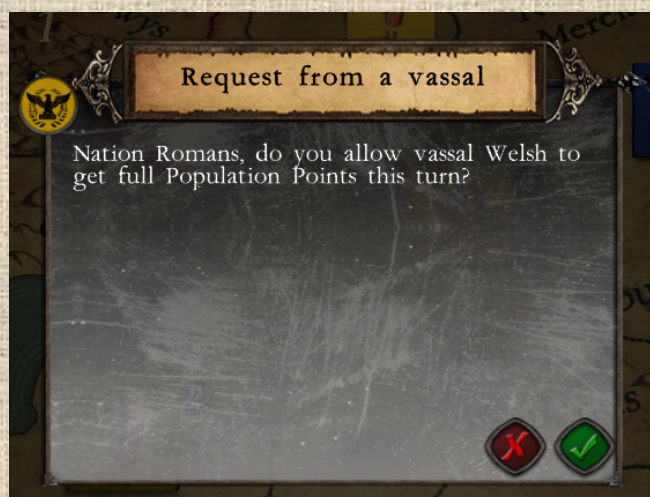 Request from a vassal
Nation Romans, do you allow vassal Welsh to
get full Population Points this turn?